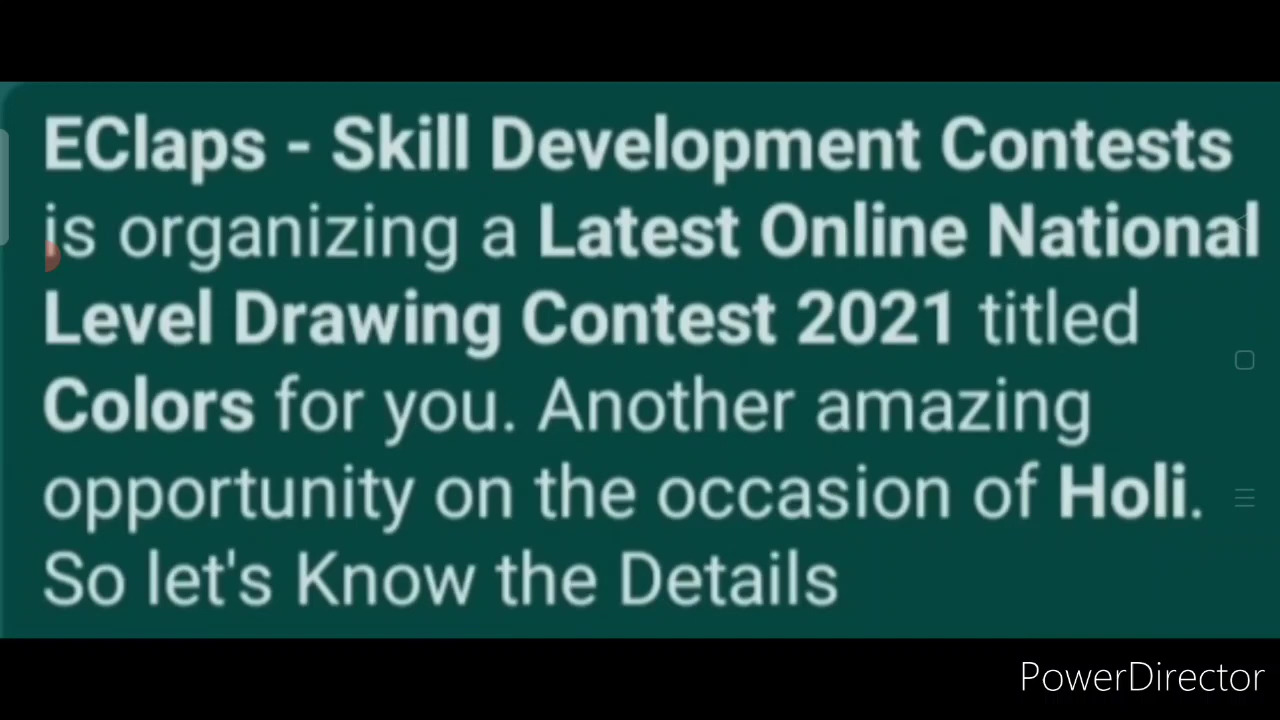 EClaps - Skill Development Contests
is organizing a Latest Online National
Level Drawing Contest 2021 titled
Colors for you. Another amazing
opportunity on the occasion of Holi.
So let's Know the Details
PowerDirector